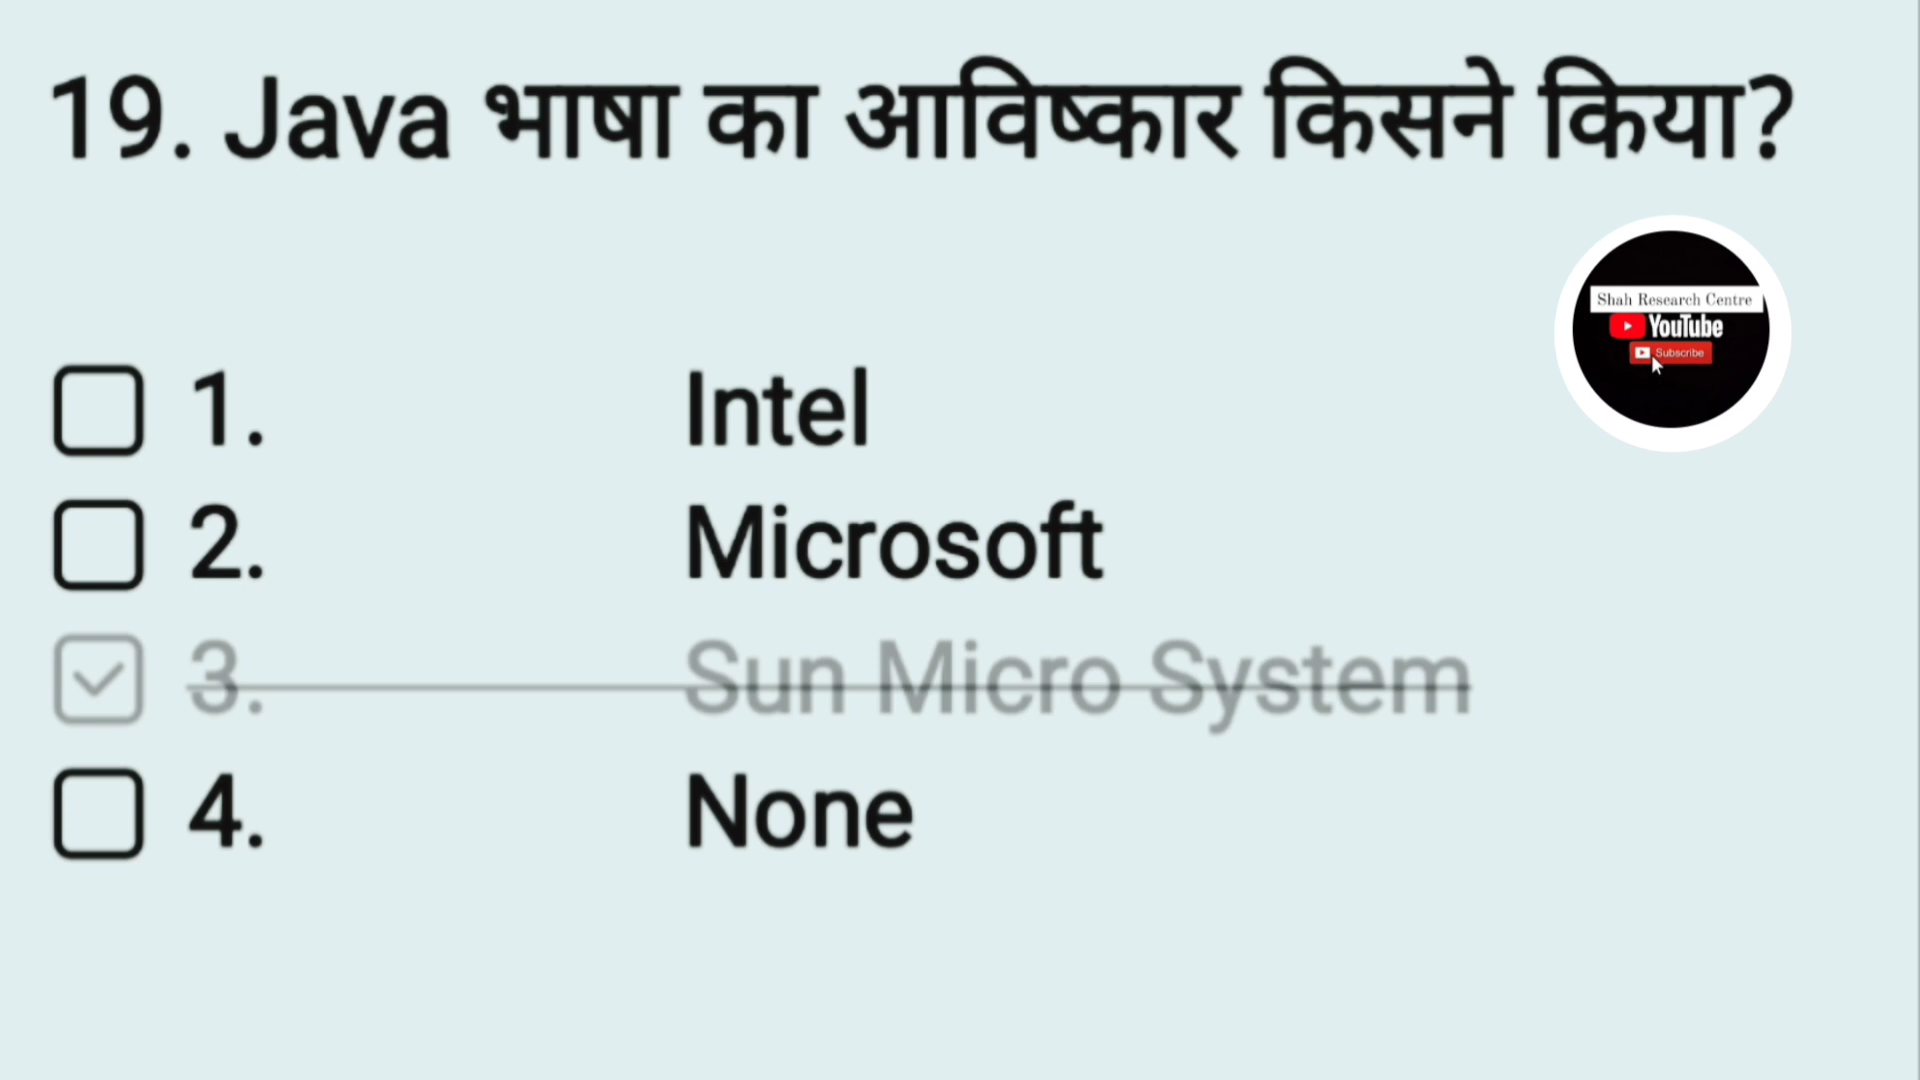 19. Java भाषा का आविष्कार किसने किया?
Shah Research Centre
YouTube
Subscribe
1. Intel
2. Microsoft
3. Sun Micro System
4. None